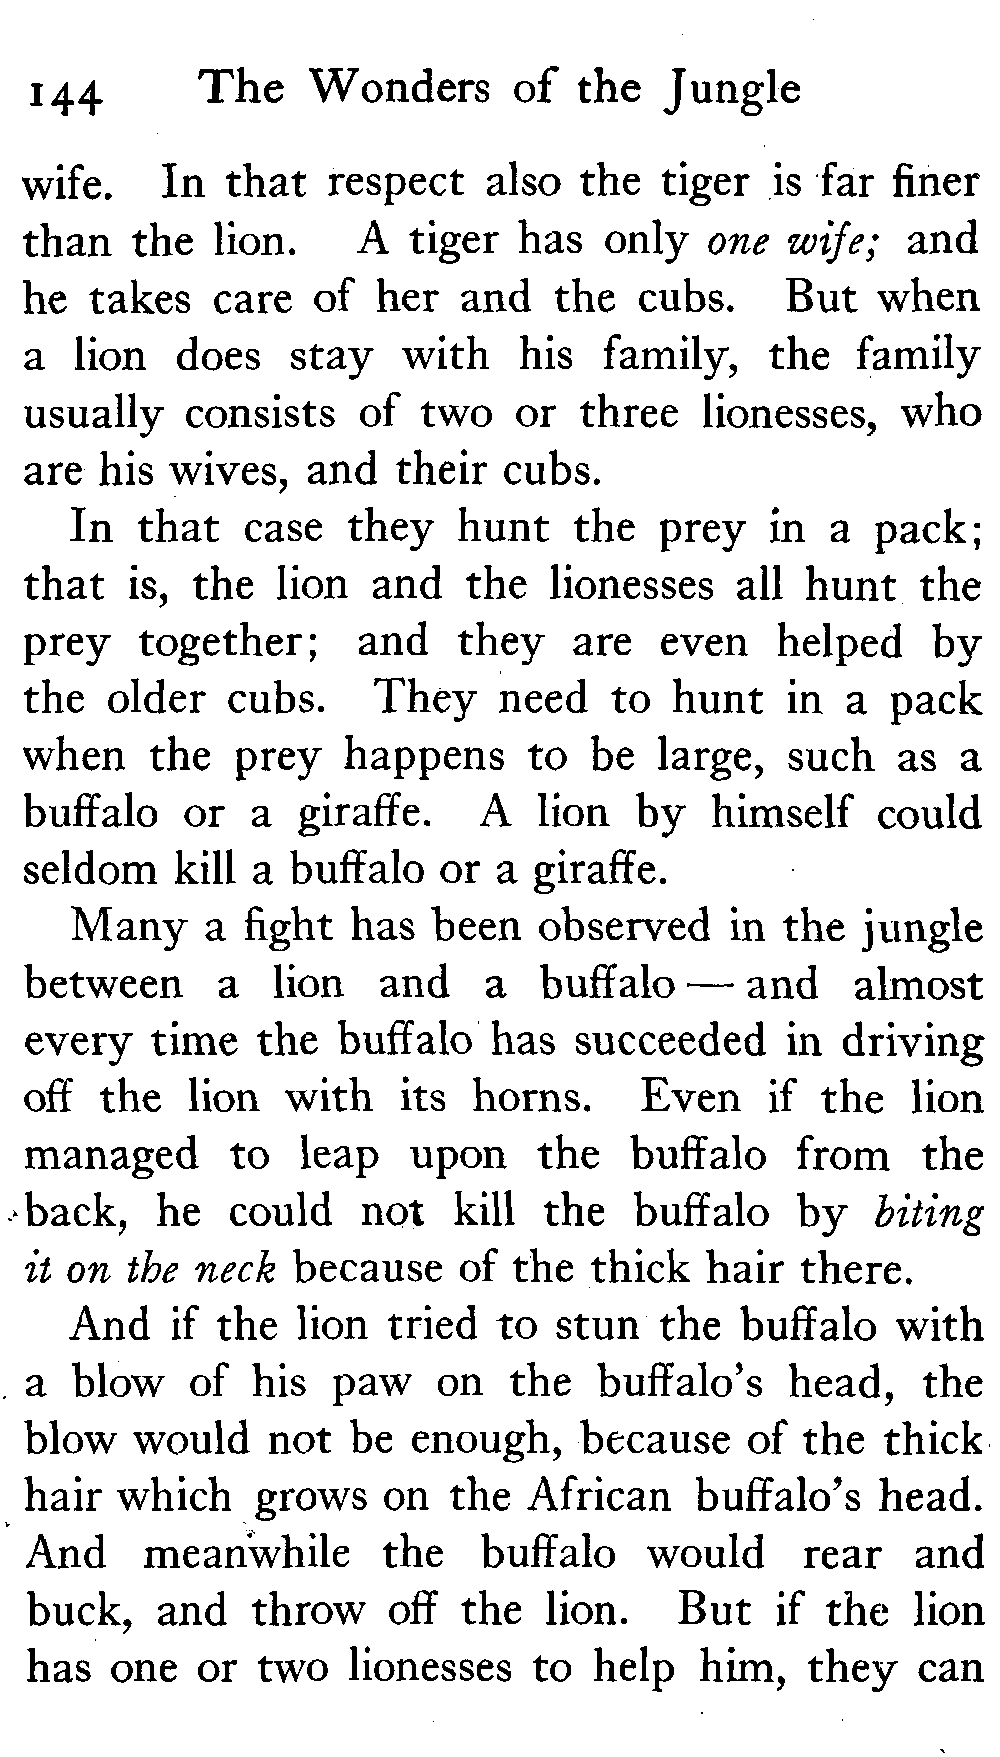 144 The Wonders of the Jungle
wife. In that respect also the tiger is far finer
than the lion. A tiger has only one wife; and
he takes care of her and the cubs. But when
a lion does stay with his family, the family
usually consists of two or three lionesses, who
are his wives, and their cubs.
In that case they hunt the prey in a pack;
that is, the lion and the lionesses all hunt the
prey together; and they are even helped by
the older cubs. They need to hunt in a pack
when the prey happens to be large, such as a
buffalo or a giraffe. A lion by himself could
seldom kill a buffalo or a giraffe.
Many a fight has been observed in the jungle
between a lion and a buffalo — and almost
every time the buffalo has succeeded in driving
off the lion with its horns. Even if the lion
managed to leap upon the buffalo from the
back, he could not kill the buffalo by biting
it on the neck because of the thick hair there.
And if the lion tried to stun the buffalo with
a blow of his paw on the buffalo's head, the
blow would not be enough, because of the thick
hair which grows on the African buffalo's head.
And meanwhile the buffalo would rear and
buck, and throw off the lion. But if the lion
has one or two lionesses to help him, they can